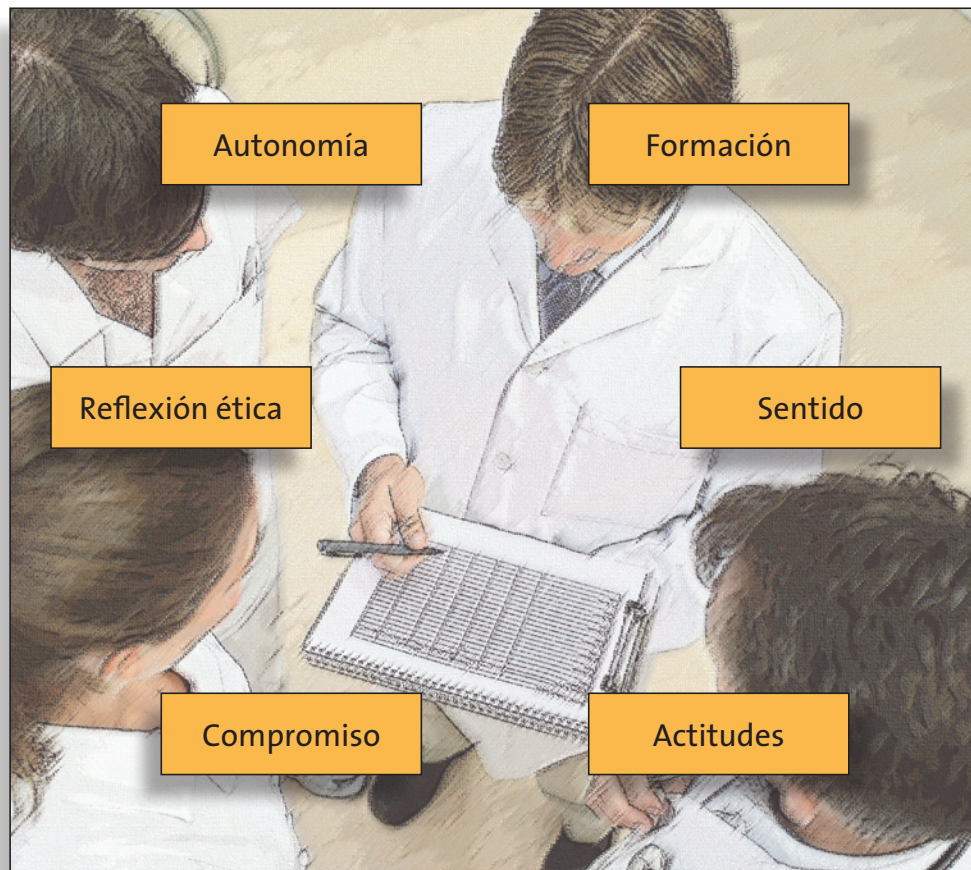 Autonomía
Formación
Reflexión ética
Sentido
Compromiso
Actitudes